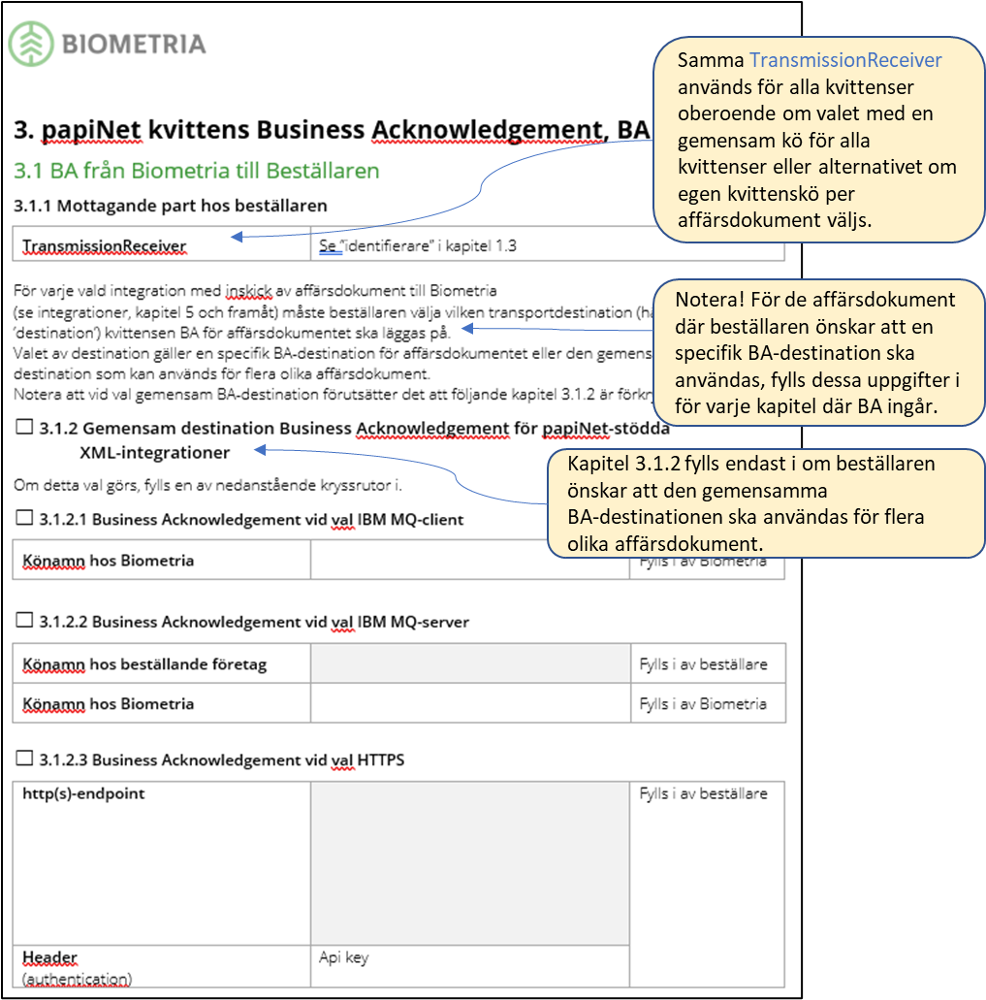 BIOMETRIA
3. papiNet kvittens Business Acknowledgement, BA
3.1 BA från Biometria till Beställaren
3.1.1 Mottagande part hos beställaren
TransmissionReceiver
Se ”identifierare” i kapitel 1.3
Samma TransmissionReceiver
används för alla kvittenser
oberoende om valet med en
gemensam kö för alla
kvittenser eller alternativet om
egen kvittenskö per
affärsdokument väljs.
För varje vald integration med inskick av affärsdokument till Biometria
(se integrationer, kapitel 5 och framåt) måste beställaren välja vilken transportdestination
’destination’) kvittensen BA för affärsdokumentet ska läggas på.
Valet av destination gäller en specifik BA-destination för affärsdokumentet eller den
destination som kan används för flera olika affärsdokument.
Notera att vid val gemensam BA-destination förutsätter det att följande kapitel 3.1.2 är
Notera! För de affärsdokument
där beställaren önskar att en
specifik BA-destination ska
användas, fylls dessa uppgifter i
för varje kapitel där BA ingår.
☐ 3.1.2 Gemensam destination Business Acknowledgement för papiNet-stödda
XML-integrationer
Om detta val görs, fylls en av nedanstående kryssrutor i.
Kapitel 3.1.2 fylls endast i om beställaren
önskar att den gemensamma
BA-destinationen ska användas för flera
olika affärsdokument.
☐ 3.1.2.1 Business Acknowledgement vid val IBM MQ-client
Könamn hos Biometria
Fylls i av Biometria
☐ 3.1.2.2 Business Acknowledgement vid val IBM MQ-server
Könamn hos beställande företag
Fylls i av beställare
Könamn hos Biometria
Fylls i av Biometria
☐ 3.1.2.3 Business Acknowledgement vid val HTTPS
http(s)-endpoint
Fylls i av beställare
Header
(authentication)
Api key